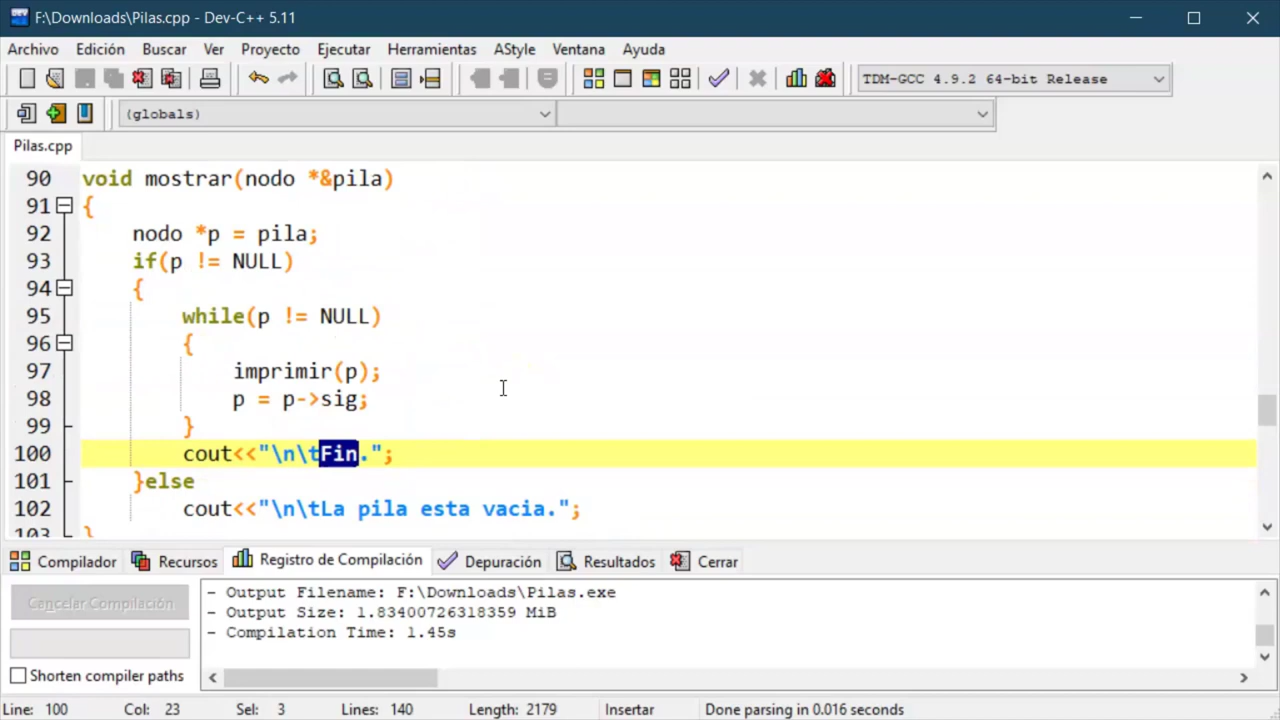 F:\Downloads\Pilas.cpp - Dev-C++ 5.11
Archivo Edición Buscar Ver Proyecto Ejecutar Herramientas AStyle Ventana Ayuda
TDM-GCC 4.9.2 64-bit Release
(globals)
Pilas.cpp
90 void mostrar(nodo *&pila)
91 {
92 nodo *p = pila;
93 if(p != NULL)
94 {
95 while(p != NULL)
96 {
97 imprimir(p);
98 p = p->sig;
99 }
100 cout<<"\n\tFin.";
101 }else
102 cout<<"\n\tLa pila esta vacia.";
103 }
Compilador Recursos Registro de Compilación Depuración Resultados Cerrar
Cancelar Compilación
- Output Filename: F:\Downloads\Pilas.exe
- Output Size: 1.83400726318359 MiB
- Compilation Time: 1.45s
Shorten compiler paths
Line: 100 Col: 23 Sel: 3 Lines: 140 Length: 2179 Insertar Done parsing in 0.016 seconds